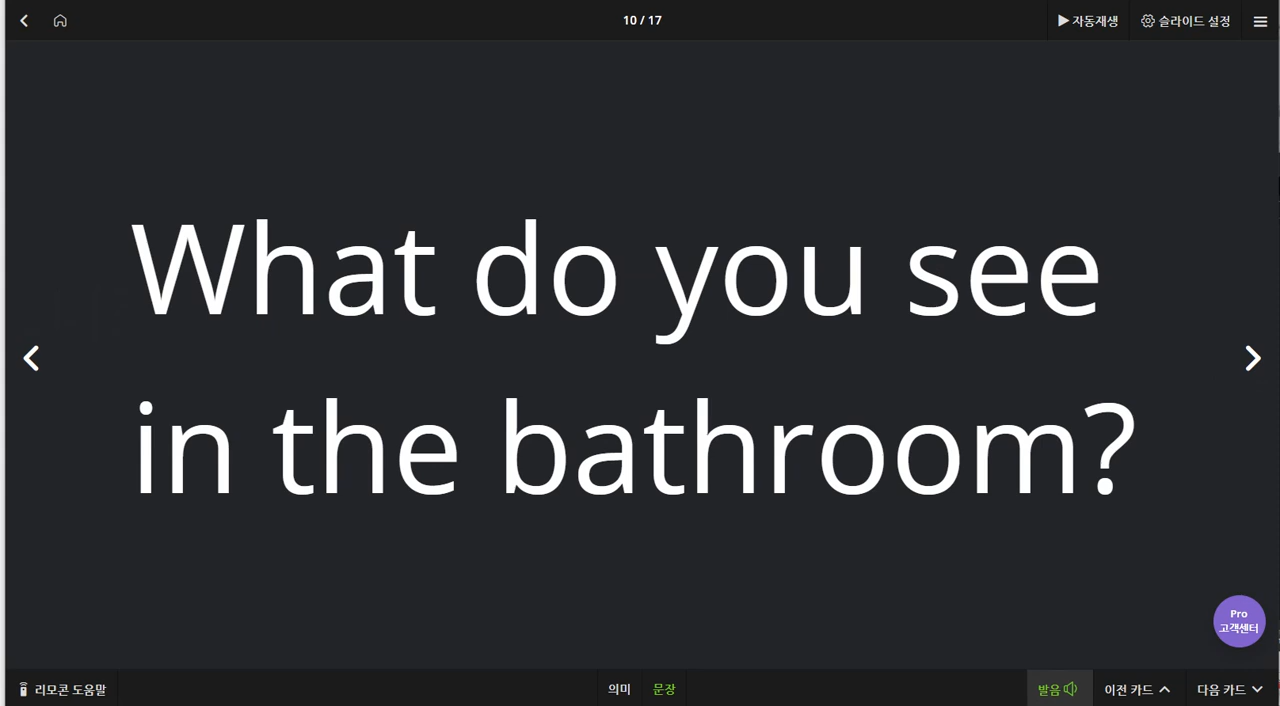 10 / 17
자동재생
슬라이드 설정
What do you see
in the bathroom?
Pro
고객센터
리모콘 도움말
의미
문장
발음
이전 카드
다음 카드